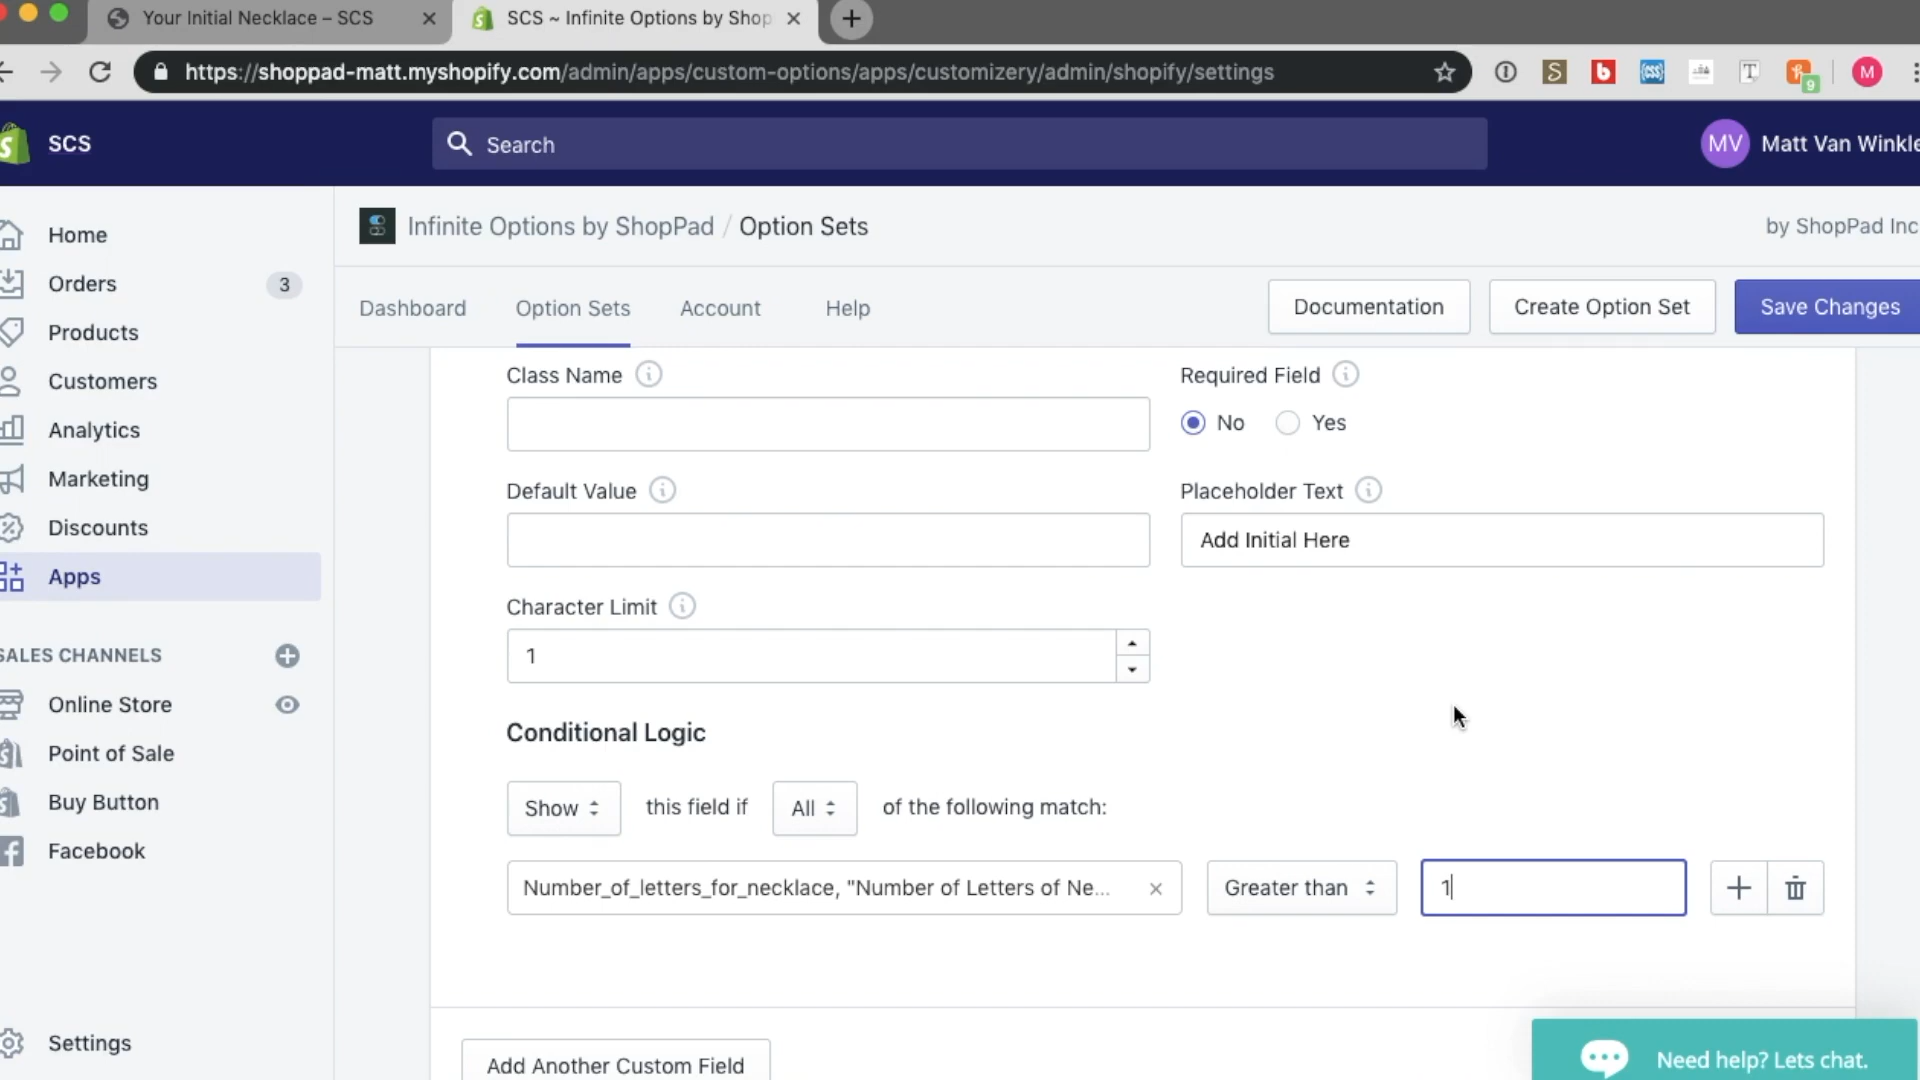 Your Initial Necklace – SCS
SCS ~ Infinite Options by Shop
https://shoppad-matt.myshopify.com/admin/apps/custom-options/apps/customizery/admin/shopify/settings
S
b
{css}
T
9
M
SCS
Search
MV
Matt Van Winkle
Infinite Options by ShopPad / Option Sets
by ShopPad Inc
Dashboard
Option Sets
Account
Help
Documentation
Create Option Set
Save Changes
Home
Orders
3
Products
Customers
Analytics
Marketing
Discounts
Apps
SALES CHANNELS
Online Store
Point of Sale
Buy Button
Facebook
Settings
Class Name
Required Field
No
Yes
Default Value
Placeholder Text
Add Initial Here
Character Limit
1
Conditional Logic
Show
this field if
All
of the following match:
Number_of_letters_for_necklace, "Number of Letters of Ne...
Greater than
1
Add Another Custom Field
Need help? Lets chat.